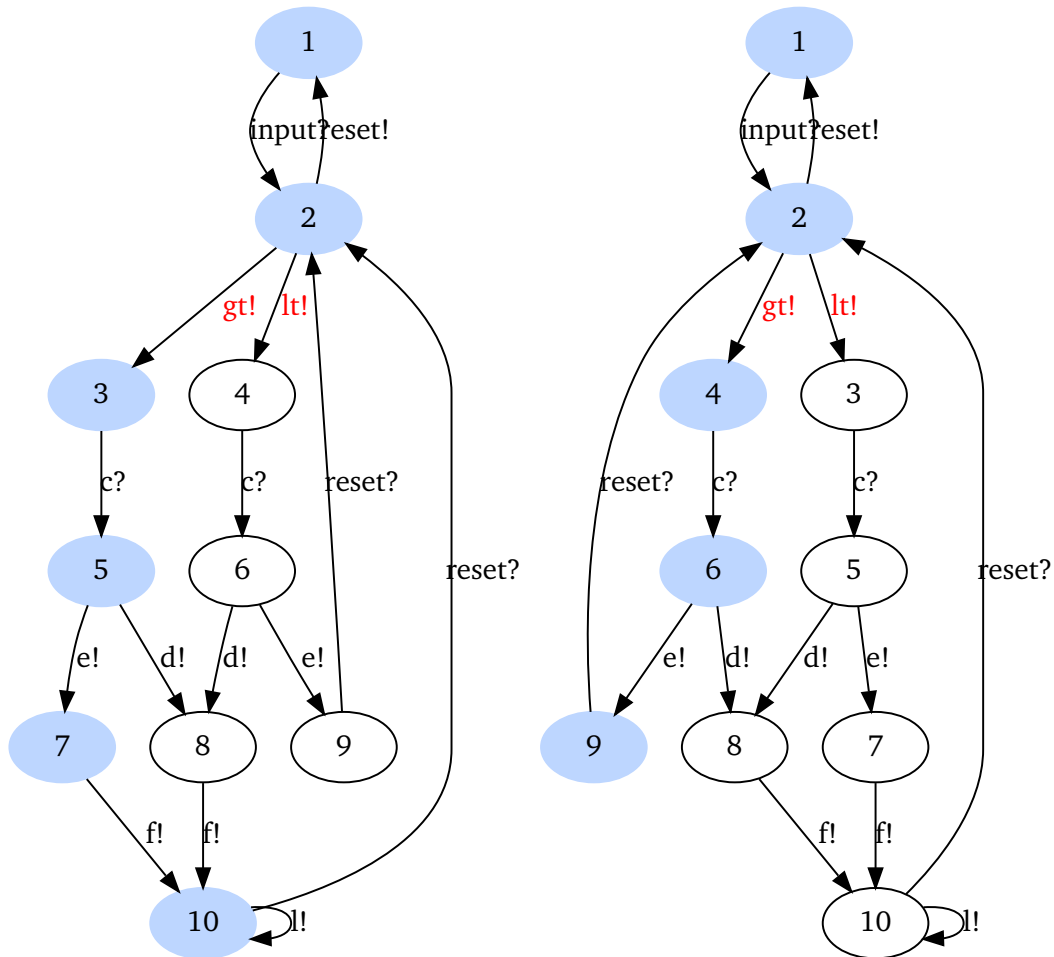 1 1
input? reset! input? reset!
2 2
gt! lt! gt! lt!
3 4 4 3
c? c? reset? reset? c? c?
5 6 reset? 6 5 reset?
e! d! d! e! e! d! d! e!
7 8 9 9 8 7
f! f! f! f!
10 l! 10 l!